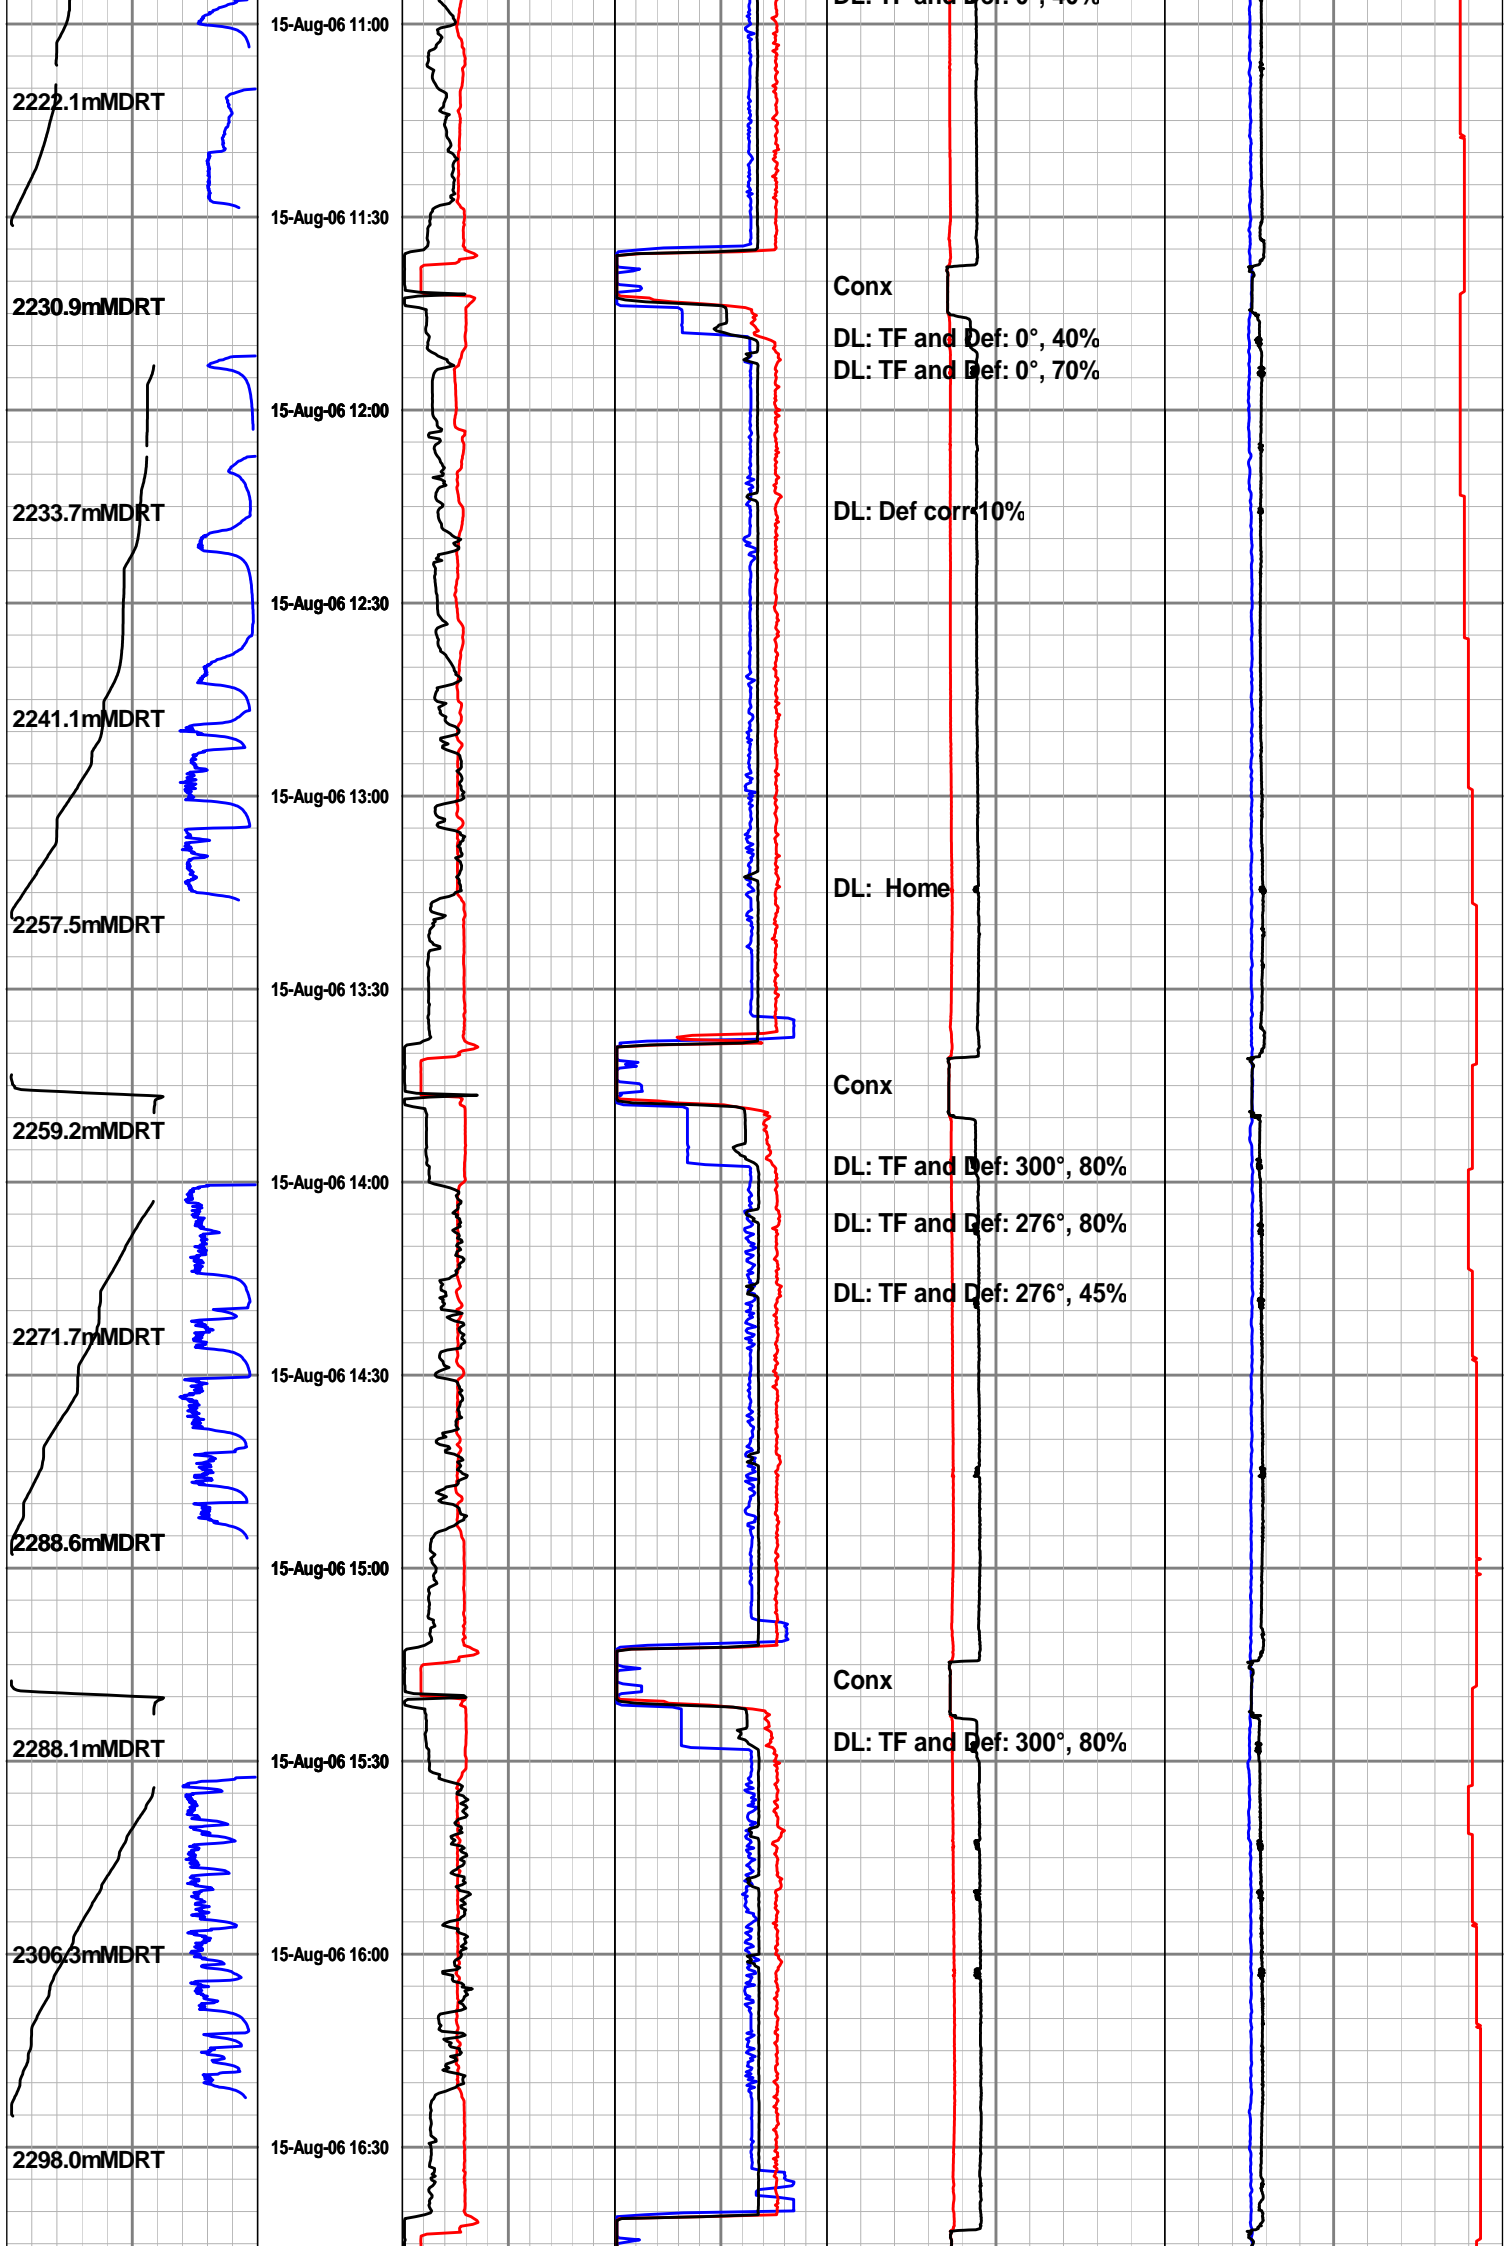 DL: TF and Def: 0°, 40%
15-Aug-06 11:00
2222.1mMDRT
15-Aug-06 11:30
Conx
2230.9mMDRT
DL: TF and Def: 0°, 40%
DL: TF and Def: 0°, 70%
15-Aug-06 12:00
2233.7mMDRT
DL: Def corr 10%
15-Aug-06 12:30
2241.1mMDRT
15-Aug-06 13:00
DL: Home
2257.5mMDRT
15-Aug-06 13:30
Conx
2259.2mMDRT
DL: TF and Def: 300°, 80%
15-Aug-06 14:00
DL: TF and Def: 276°, 80%
DL: TF and Def: 276°, 45%
2271.7mMDRT
15-Aug-06 14:30
2288.6mMDRT
15-Aug-06 15:00
Conx
2288.1mMDRT
DL: TF and Def: 300°, 80%
15-Aug-06 15:30
2306.3mMDRT
15-Aug-06 16:00
15-Aug-06 16:30
2298.0mMDRT